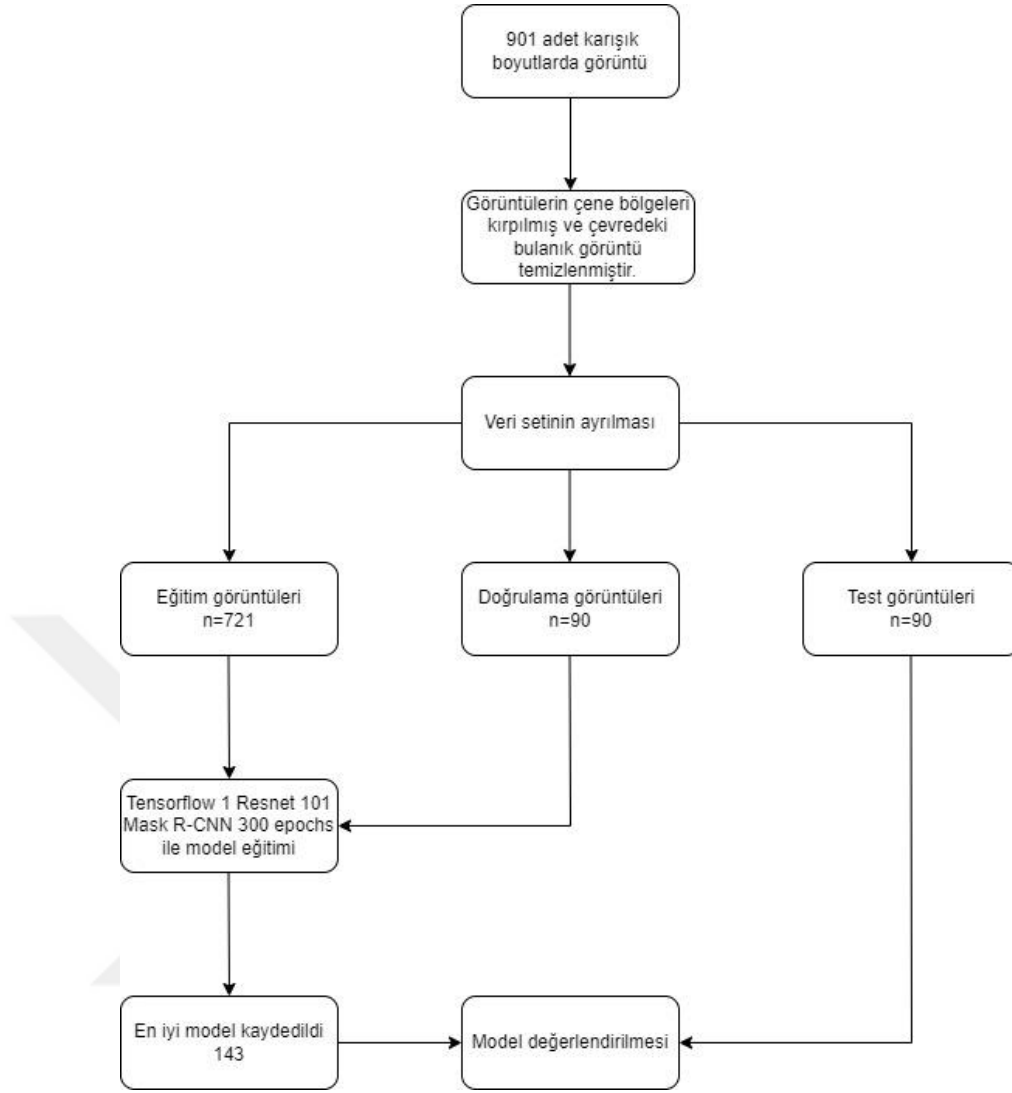 901 adet karışık
boyutlarda görüntü
Görüntülerin çene bölgeleri
kırpılmış ve çevredeki
bulanık görüntü
temizlenmiştir.
Veri setinin ayrılması
Eğitim görüntüleri
n=721
Doğrulama görüntüleri
n=90
Test görüntüleri
n=90
Tensorflow 1 Resnet 101
Mask R-CNN 300 epochs
ile model eğitimi
En iyi model kaydedildi
143
Model değerlendirilmesi